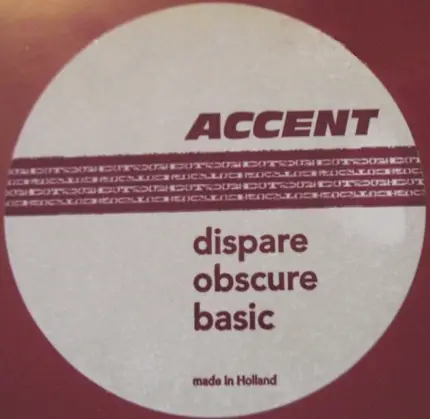 ACCENT
dispare
obscure
basic
made in Holland